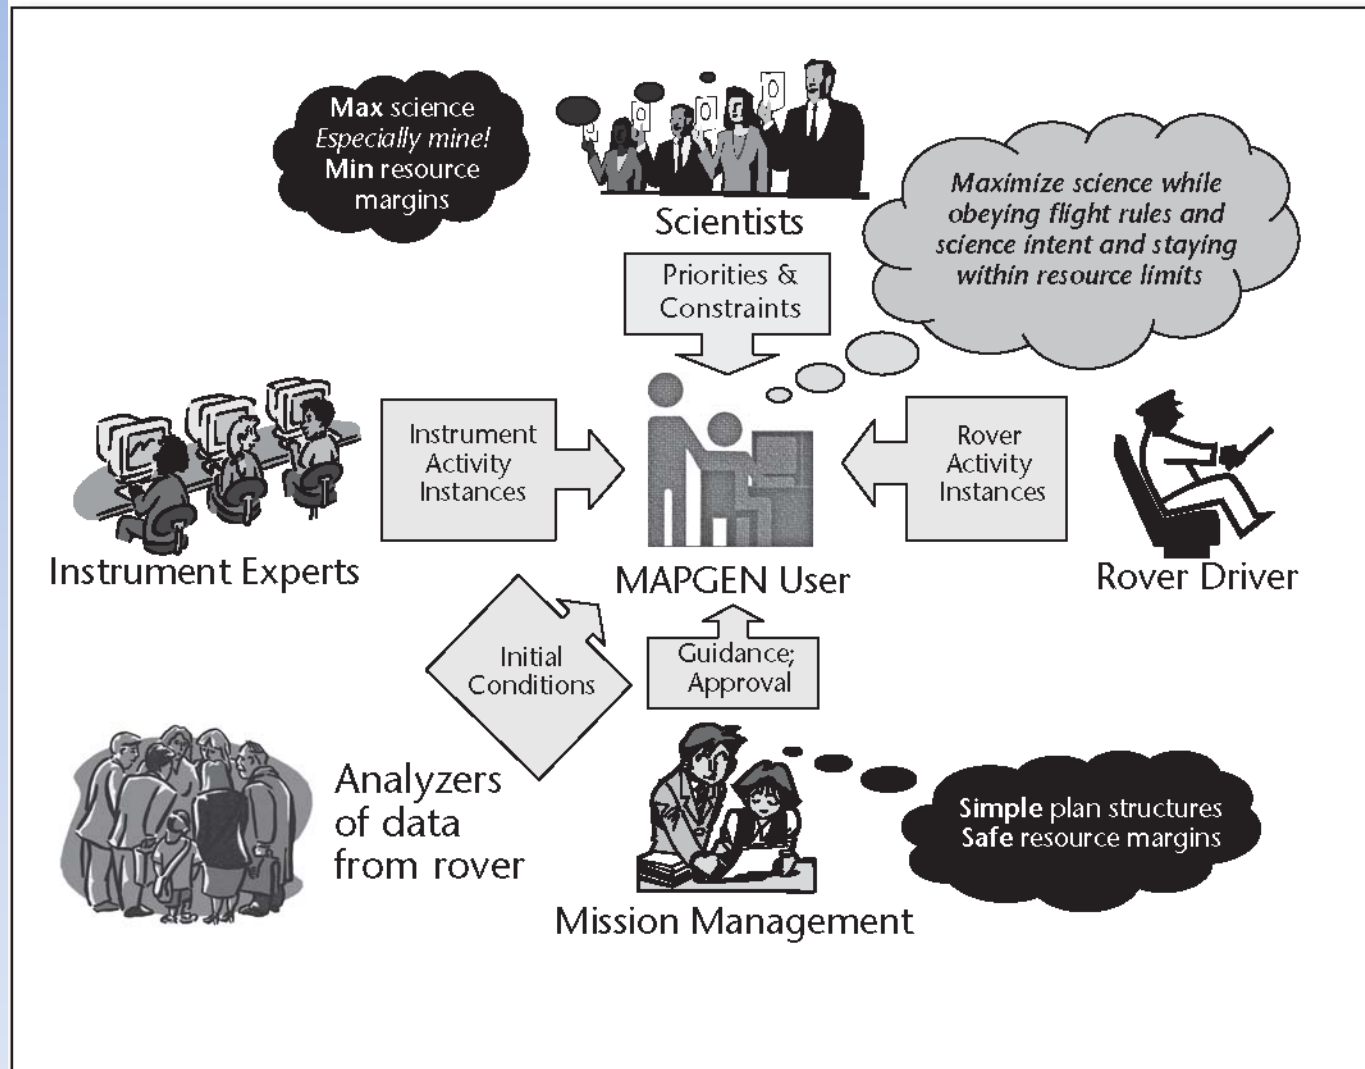 Max science
Especially mine!
Min resource
margins
Scientists
Maximize science while
obeying flight rules and
science intent and staying
within resource limits
Priorities &
Constraints
Instrument
Activity
Instances
Rover
Activity
Instances
Instrument Experts
MAPGEN User
Rover Driver
Initial
Conditions
Guidance;
Approval
Analyzers
of data
from rover
Simple plan structures
Safe resource margins
Mission Management